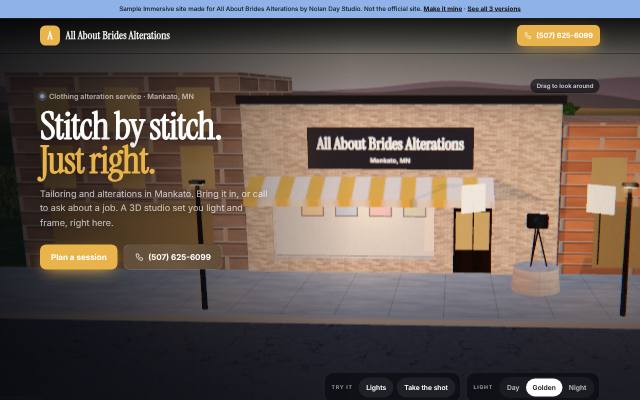 Sample Immersive site made for All About Brides Alterations by Nolan Day Studio. Not the official site. Make it mine · See all 3 versions
A All About Brides Alterations
(507) 625-6099
Drag to look around
Clothing alteration service · Mankato, MN
Stitch by stitch.
Just right.
Tailoring and alterations in Mankato. Bring it in, or call
to ask about a job. A 3D studio set you light and
frame, right here.
Plan a session
(507) 625-6099
All About Brides Alterations
Mankato, MN
TRY IT Lights Take the shot
LIGHT Day Golden Night